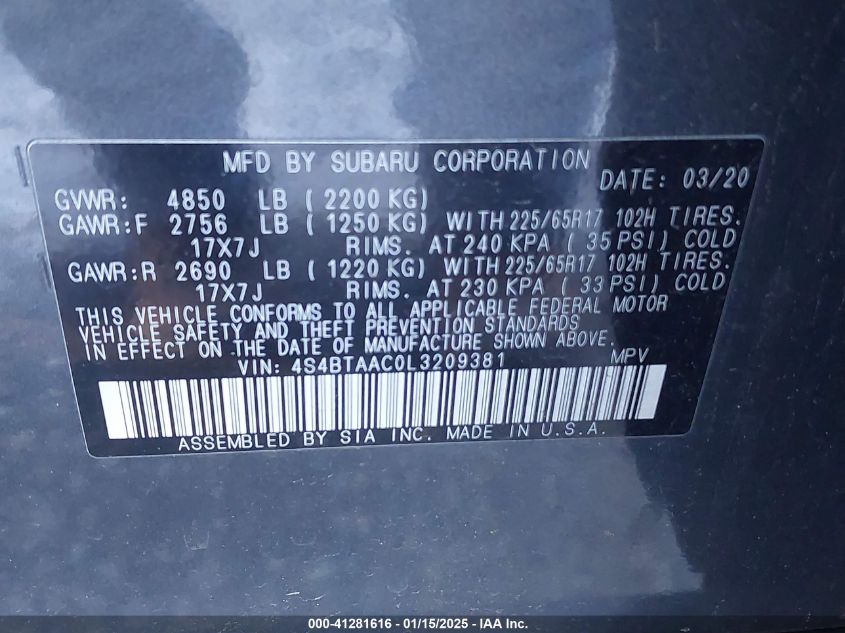 MFD BY SUBARU CORPORATION
DATE: 03/20
GVWR: 4850 LB ( 2200 KG)
GAWR:F 2756 LB ( 1250 KG) WITH 225/65R17 102H TIRES.
17X7J RIMS. AT 240 KPA ( 35 PSI) COLD
GAWR:R 2690 LB ( 1220 KG) WITH 225/65R17 102H TIRES.
17X7J RIMS. AT 230 KPA ( 33 PSI) COLD
THIS VEHICLE CONFORMS TO ALL APPLICABLE FEDERAL MOTOR
VEHICLE SAFETY AND THEFT PREVENTION STANDARDS
IN EFFECT ON THE DATE OF MANUFACTURE SHOWN ABOVE.
VIN: 4S4BTAAC0L3209381 MPV
ASSEMBLED BY SIA INC. MADE IN U.S.A.
000-41281616 - 01/15/2025 - IAA Inc.